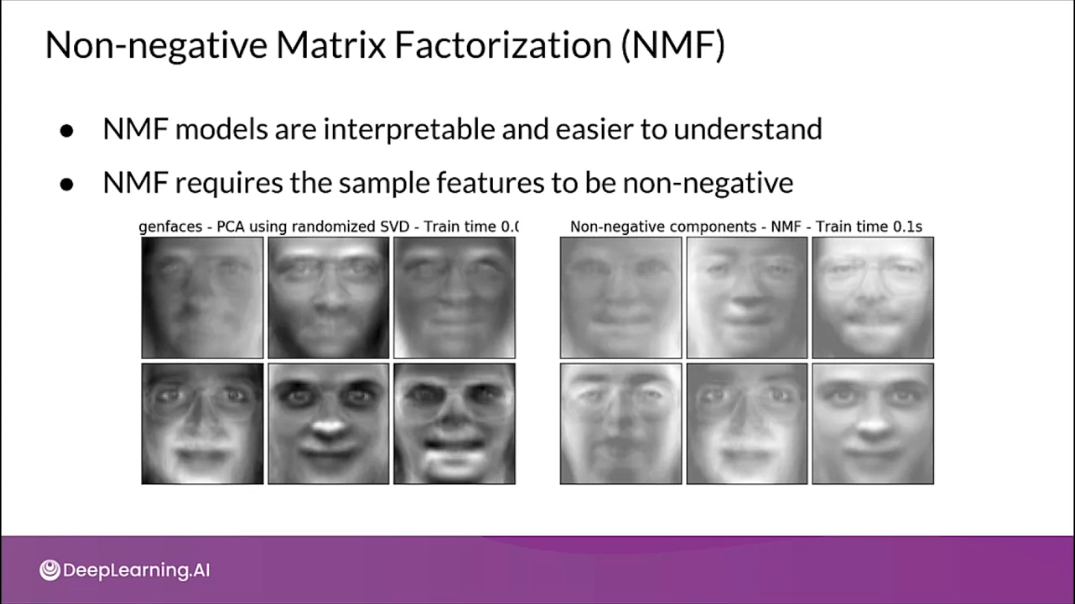 Non-negative Matrix Factorization (NMF)
● NMF models are interpretable and easier to understand
● NMF requires the sample features to be non-negative
genfaces - PCA using randomized SVD - Train time 0.0
Non-negative components - NMF - Train time 0.1s
DeepLearning.AI